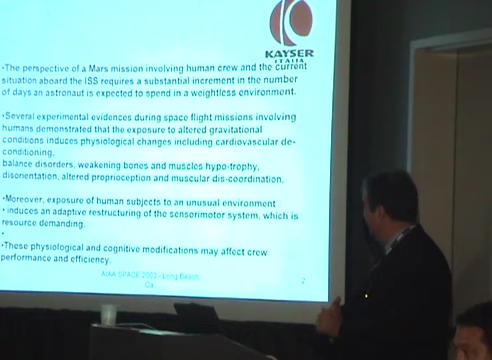 KAYSER
ITALIA
•The perspective of a Mars mission involving human crew and the current
situation aboard the ISS requires a substantial increment in the number
of days an astronaut is expected to spend in a weightless environment.
•Several experimental evidences during space flight missions involving
humans demonstrated that the exposure to altered gravitational
conditions induces physiological changes including cardiovascular de-
conditioning,
balance disorders, weakening bones and muscles hypo-trophy,
disorientation, altered proprioception and muscular dis-coordination.
•Moreover, exposure of human subjects to an unusual environment
• induces an adaptive restructuring of the sensorimotor system, which is
resource demanding.
•
•These physiological and cognitive modifications may affect crew
performance and efficiency.
AIAA SPACE 2003 - Long Beach,
Ca
2